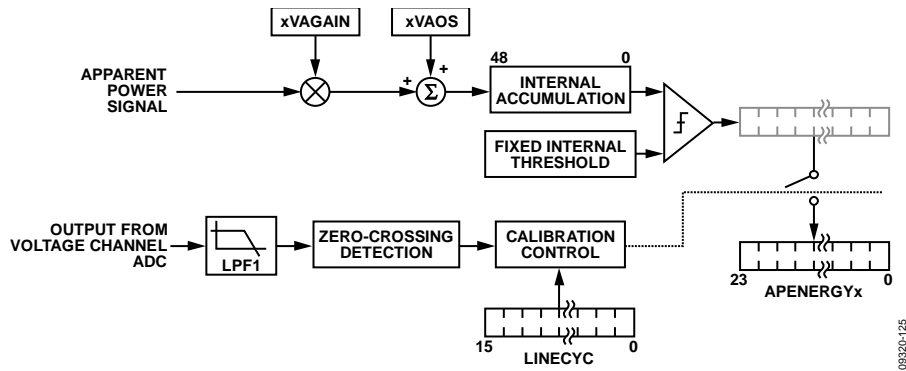 xVAGAIN
xVAOS
APPARENT
POWER
SIGNAL
+
+
Σ
48
0
INTERNAL
ACCUMULATION
FIXED INTERNAL
THRESHOLD
OUTPUT FROM
VOLTAGE CHANNEL
ADC
LPF1
ZERO-CROSSING
DETECTION
CALIBRATION
CONTROL
15
0
LINECYC
23
0
APENERGYx
09320-125